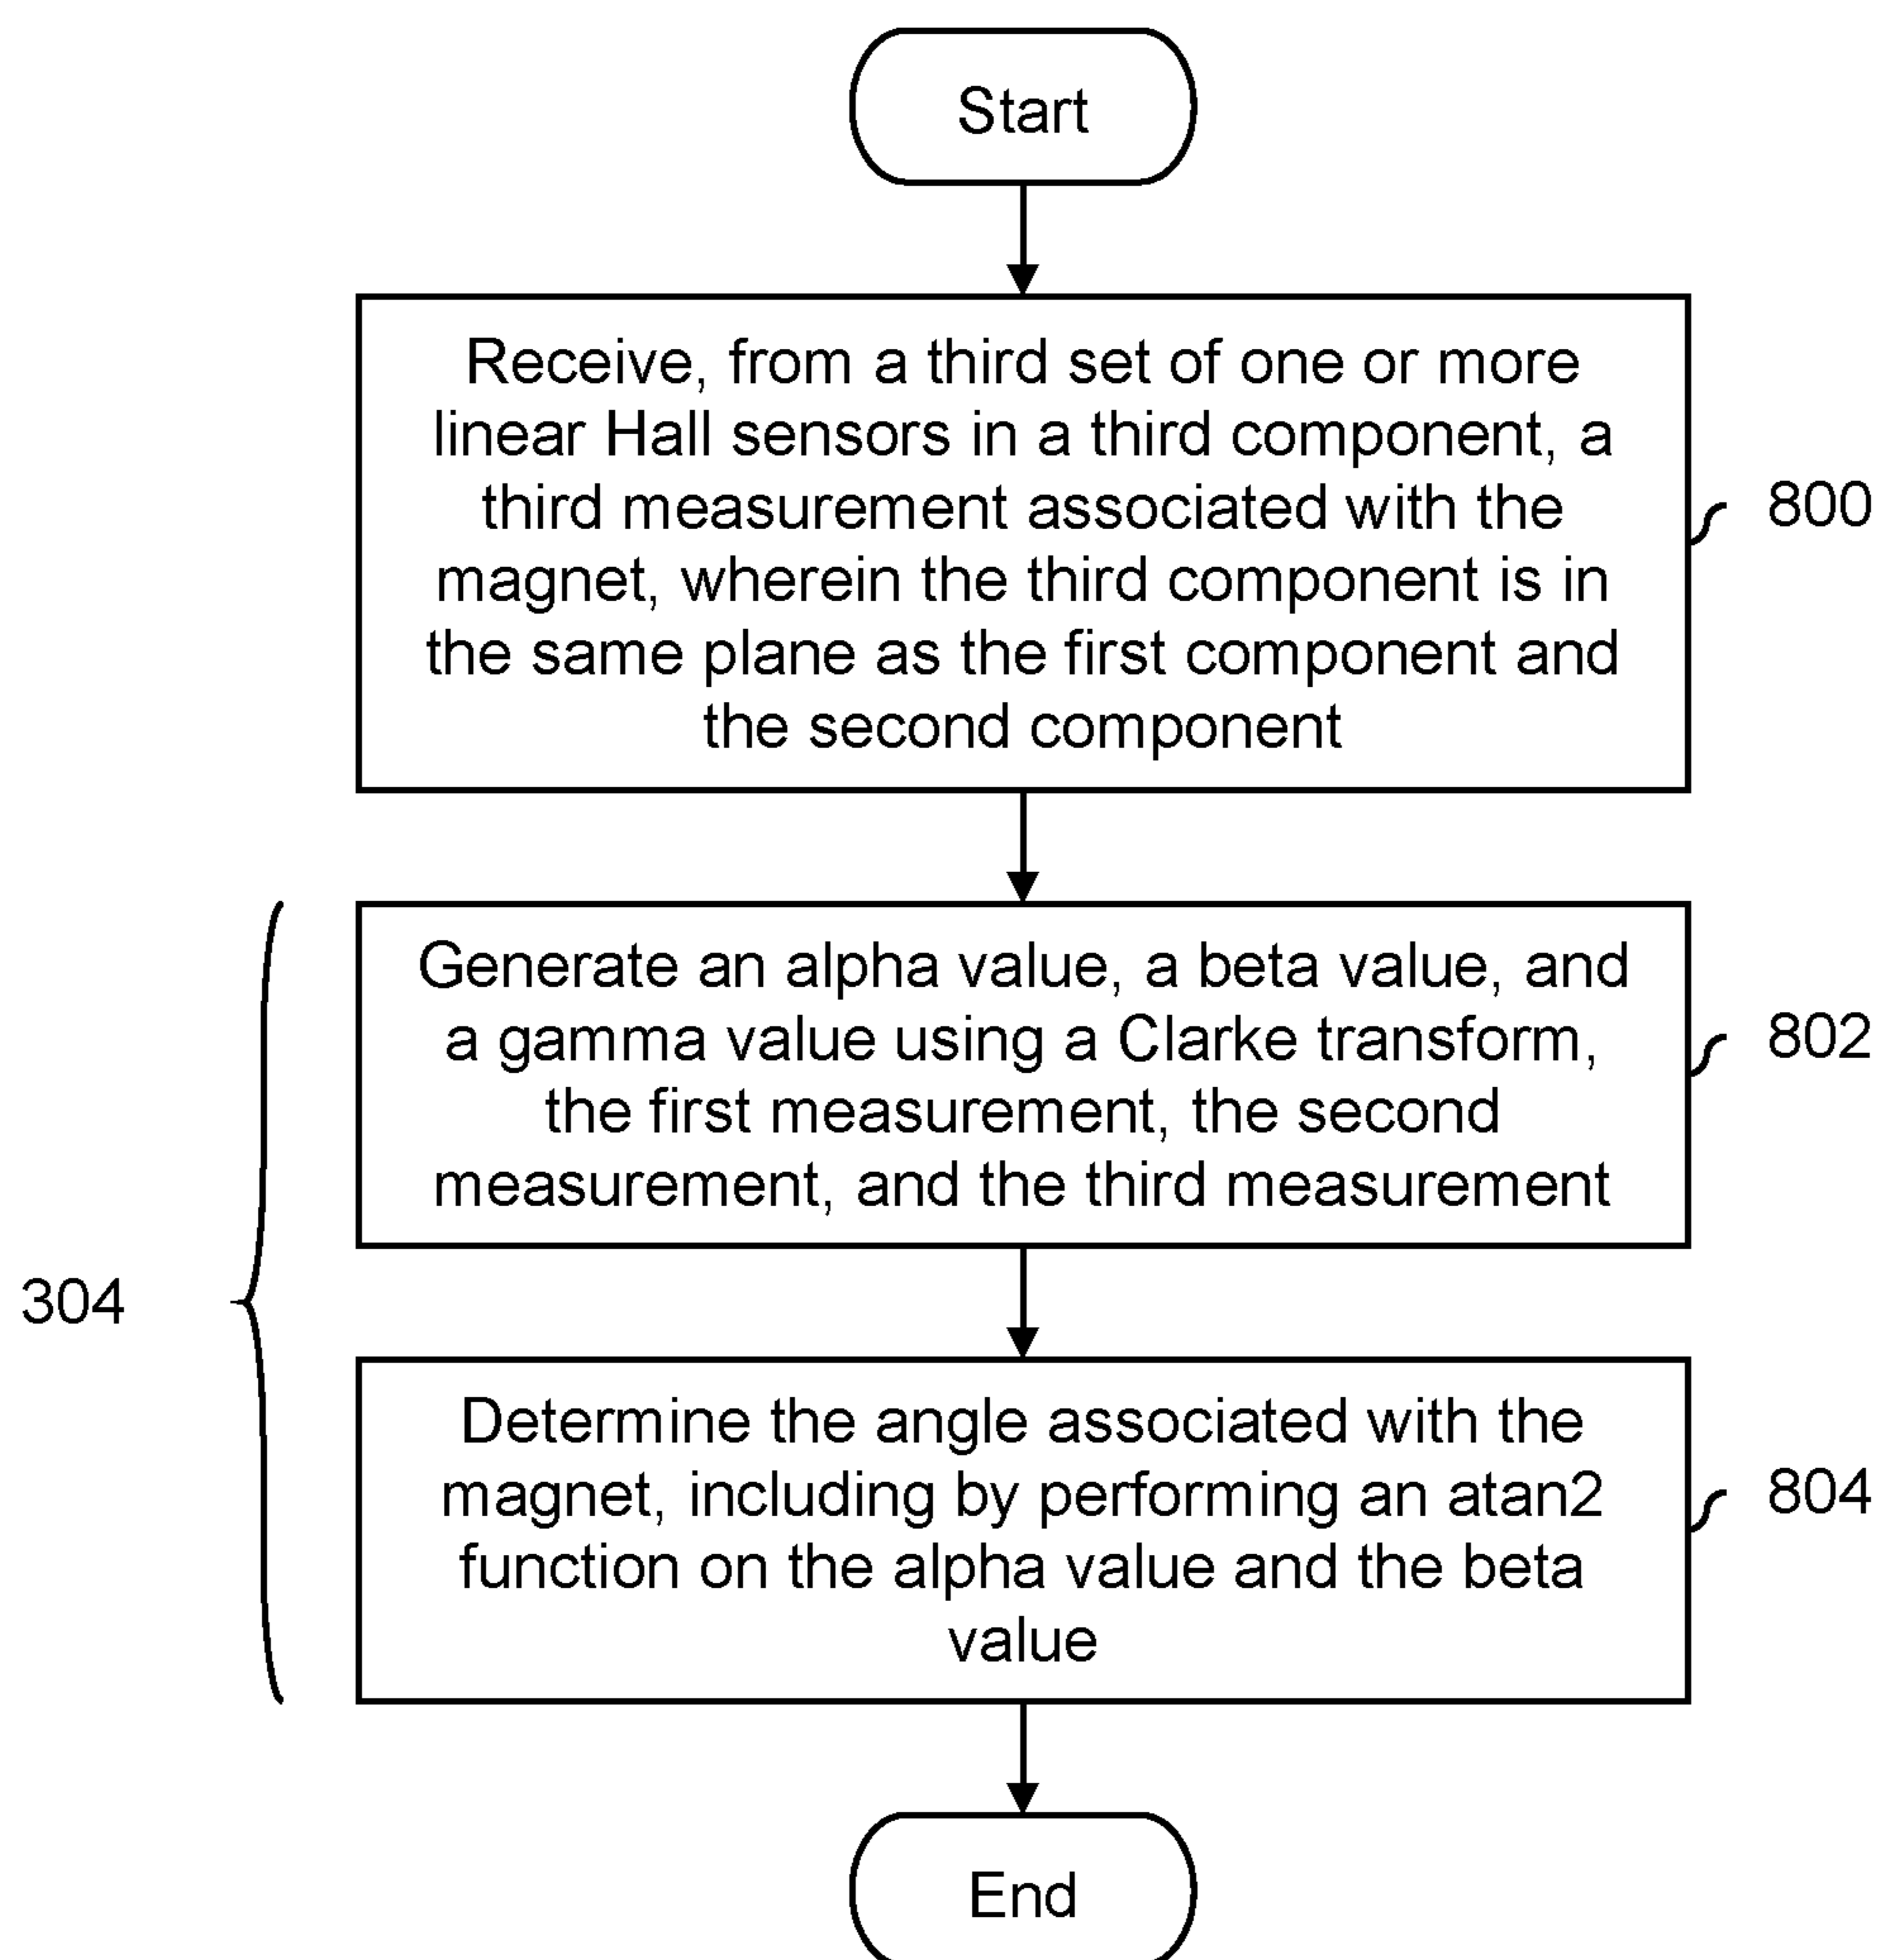 Start
Receive, from a third set of one or more
linear Hall sensors in a third component, a
third measurement associated with the
magnet, wherein the third component is in
the same plane as the first component and
the second component
800
Generate an alpha value, a beta value, and
a gamma value using a Clarke transform,
the first measurement, the second
measurement, and the third measurement
802
304
Determine the angle associated with the
magnet, including by performing an atan2
function on the alpha value and the beta
value
804
End